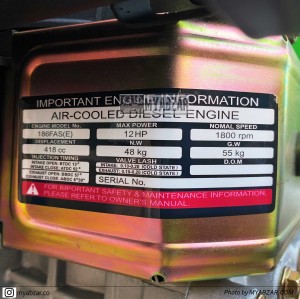 IMPORTANT ENGINE INFORMATION
AIR-COOLED DIESEL ENGINE
ENGINE MODEL No. MAX POWER NOMAL SPEED
186FAS(E) 12HP 1800 rpm
DISPLACEMENT N.W G.W
418 cc 48 kg 55 kg
INJECTION TIMING VALVE LASH D.O.M
SERIAL No.
FOR IMPORTANT SAFETY & MAINTENANCE INFORMATION
PLEASE REFER TO OWNER'S MANUAL
myabzar.co
Photo by MYABZAR.COM